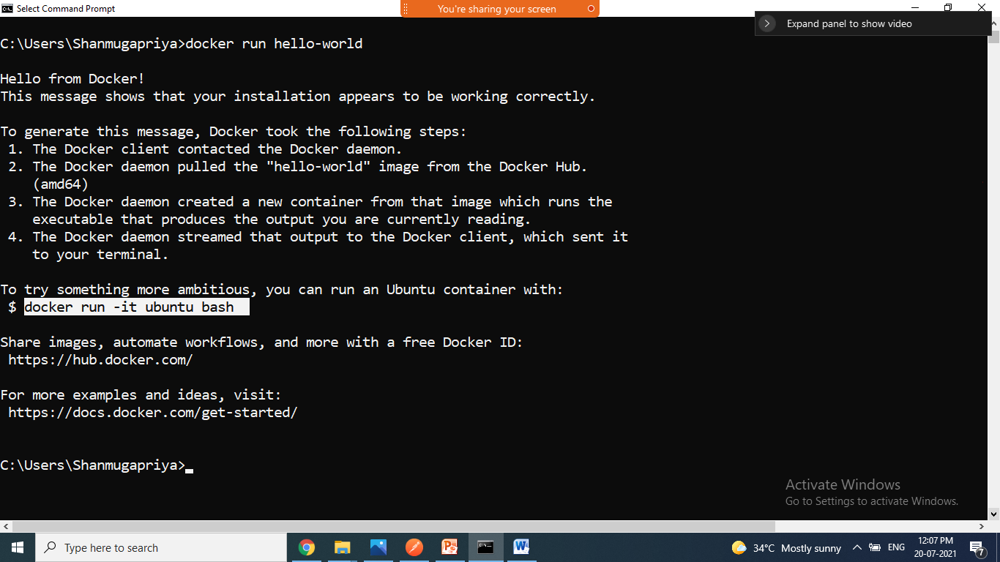 Select Command Prompt
You're sharing your screen
Expand panel to show video
C:\Users\Shanmugapriya>docker run hello-world
Hello from Docker!
This message shows that your installation appears to be working correctly.
To generate this message, Docker took the following steps:
1. The Docker client contacted the Docker daemon.
2. The Docker daemon pulled the "hello-world" image from the Docker Hub.
(amd64)
3. The Docker daemon created a new container from that image which runs the
executable that produces the output you are currently reading.
4. The Docker daemon streamed that output to the Docker client, which sent it
to your terminal.
To try something more ambitious, you can run an Ubuntu container with:
$ docker run -it ubuntu bash
Share images, automate workflows, and more with a free Docker ID:
https://hub.docker.com/
For more examples and ideas, visit:
https://docs.docker.com/get-started/
C:\Users\Shanmugapriya>
Activate Windows
Go to Settings to activate Windows.
Type here to search
34°C Mostly sunny
ENG
12:07 PM
20-07-2021
7